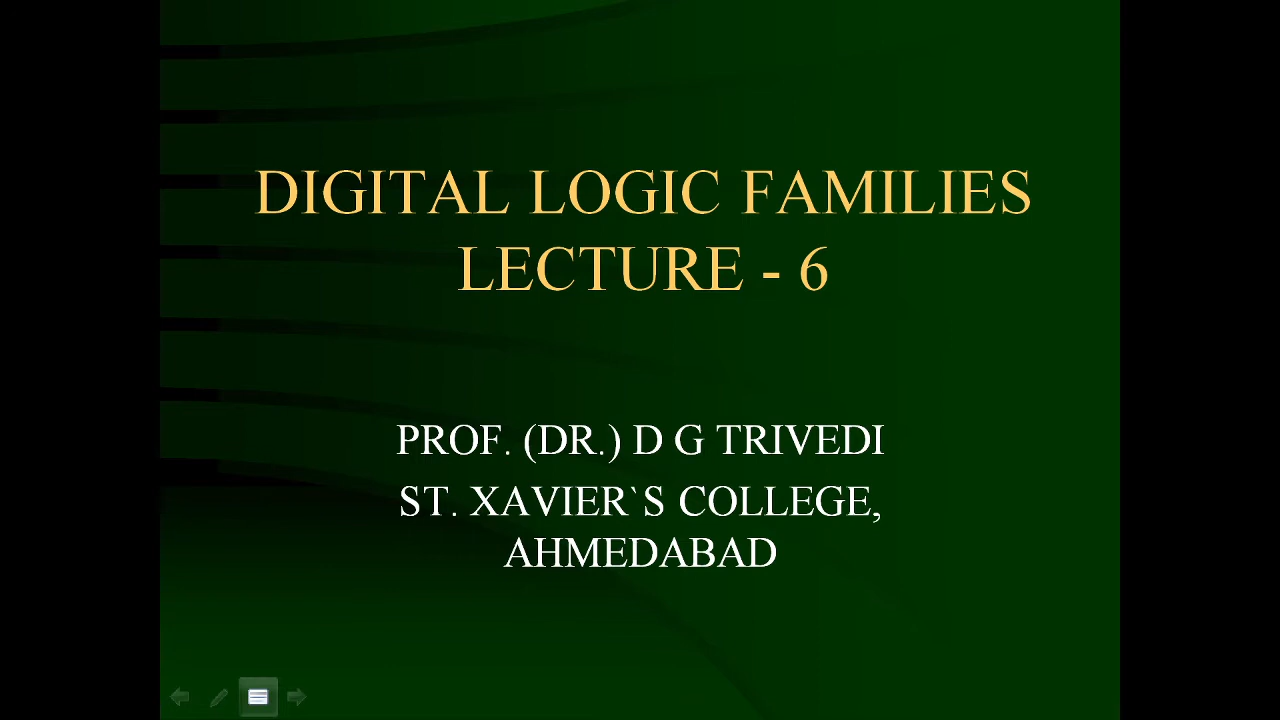 DIGITAL LOGIC FAMILIES
LECTURE - 6
PROF. (DR.) D G TRIVEDI
ST. XAVIER`S COLLEGE,
AHMEDABAD